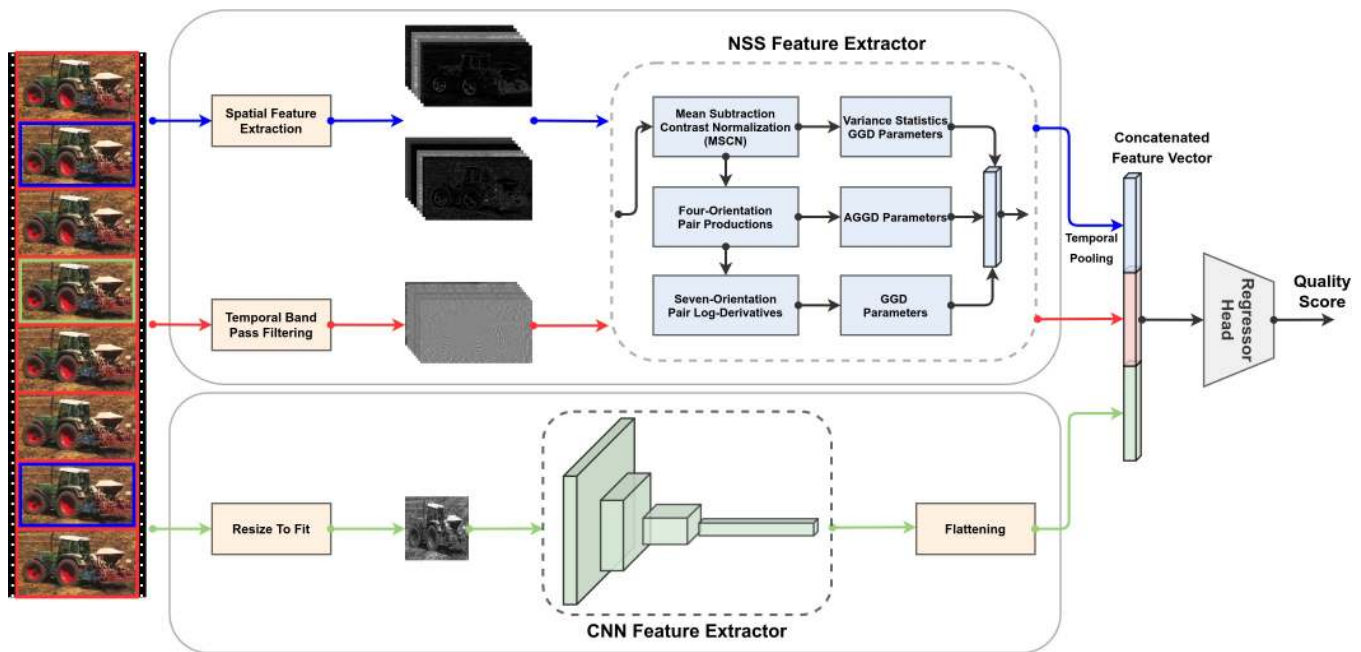 NSS Feature Extractor
Spatial Feature
Extraction
Mean Subtraction
Contrast Normalization
(MSCN)
Variance Statistics
GGD Parameters
Four-Orientation
Pair Productions
AGGD Parameters
Seven-Orientation
Pair Log-Derivatives
GGD
Parameters
Temporal Band
Pass Filtering
Concatenated
Feature Vector
Temporal
Pooling
Regressor
Head
Quality
Score
Resize To Fit
Flattening
CNN Feature Extractor